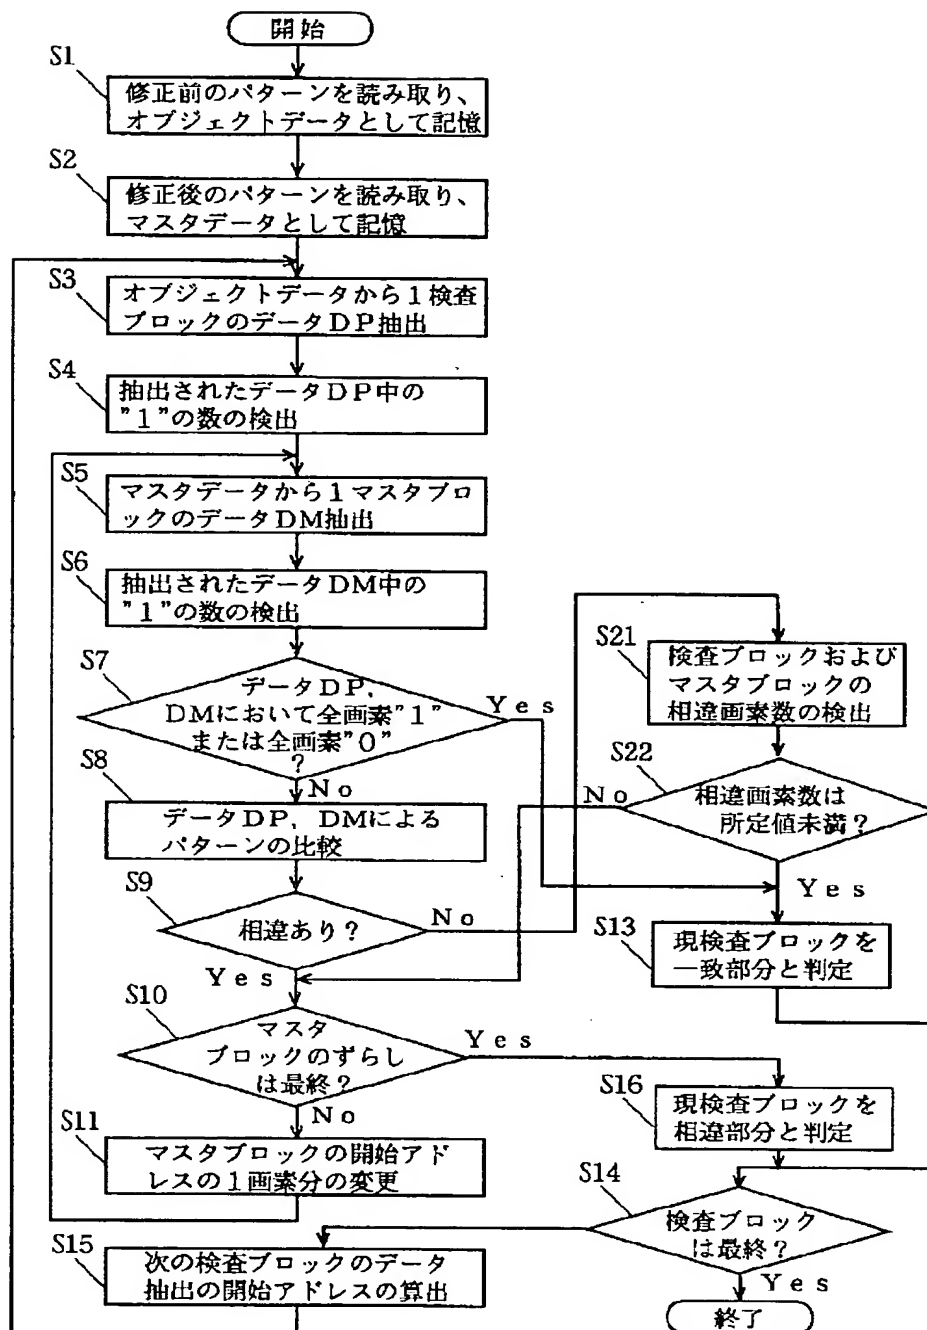 開始
S1
修正前のパターンを読み取り、
オブジェクトデータとして記憶
S2
修正後のパターンを読み取り、
マスタデータとして記憶
S3
オブジェクトデータから1検査
ブロックのデータDP抽出
S4
抽出されたデータDP中の
"1"の数の検出
S5
マスタデータから1マスタブロ
ックのデータDM抽出
S6
抽出されたデータDM中の
"1"の数の検出
S7
データDP,
DMにおいて全画素"1"
または全画素"0"
?
Yes
No
S8
データDP, DMによる
パターンの比較
S9
相違あり?
No
Yes
S21
検査ブロックおよび
マスタブロックの
相違画素数の検出
S22
相違画素数は
所定値未満?
No
Yes
S13
現検査ブロックを
一致部分と判定
S10
マスタ
ブロックのずらし
は最終?
Yes
No
S16
現検査ブロックを
相違部分と判定
S11
マスタブロックの開始アド
レスの1画素分の変更
S14
検査ブロック
は最終?
Yes
S15
次の検査ブロックのデータ
抽出の開始アドレスの算出
終了